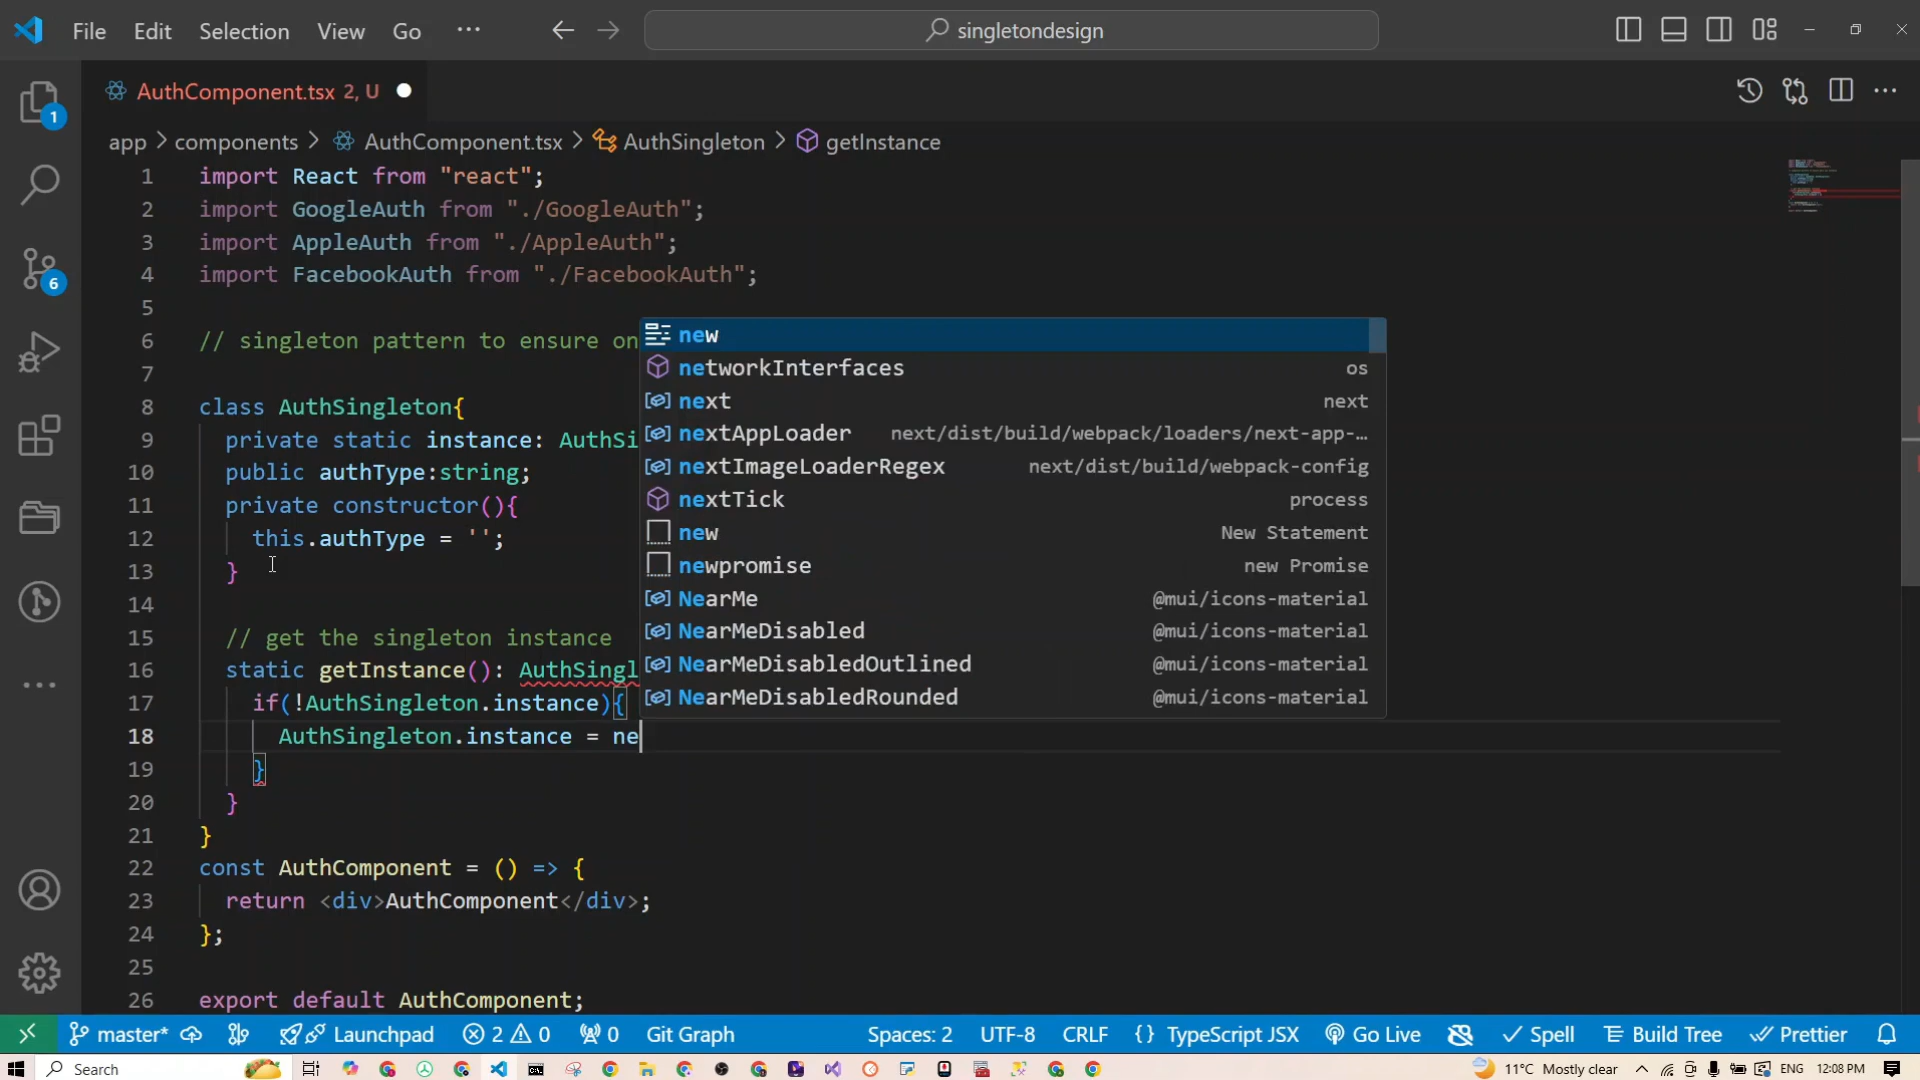 File Edit Selection View Go ··· singletondesign
AuthComponent.tsx 2, U
app > components > AuthComponent.tsx > AuthSingleton > getInstance
1 import React from "react";
2 import GoogleAuth from "./GoogleAuth";
3 import AppleAuth from "./AppleAuth";
4 import FacebookAuth from "./FacebookAuth";
5
6 // singleton pattern to ensure on
7
8 class AuthSingleton{
9 private static instance: AuthSi
10 public authType:string;
11 private constructor(){
12 this.authType = '';
13 }
14
15 // get the singleton instance
16 static getInstance(): AuthSingl
17 if(!AuthSingleton.instance){
18 AuthSingleton.instance = ne
19 }
20 }
21 }
22 const AuthComponent = () => {
23 return <div>AuthComponent</div>;
24 };
25
26 export default AuthComponent;
new
networkInterfaces os
next next
nextAppLoader next/dist/build/webpack/loaders/next-app-…
nextImageLoaderRegex next/dist/build/webpack-config
nextTick process
new New Statement
newpromise new Promise
NearMe @mui/icons-material
NearMeDisabled @mui/icons-material
NearMeDisabledOutlined @mui/icons-material
NearMeDisabledRounded @mui/icons-material
1
6
master* Launchpad 2 0 0 Git Graph Spaces: 2 UTF-8 CRLF {} TypeScript JSX Go Live Spell Build Tree Prettier
Search 11°C Mostly clear ENG 12:08 PM